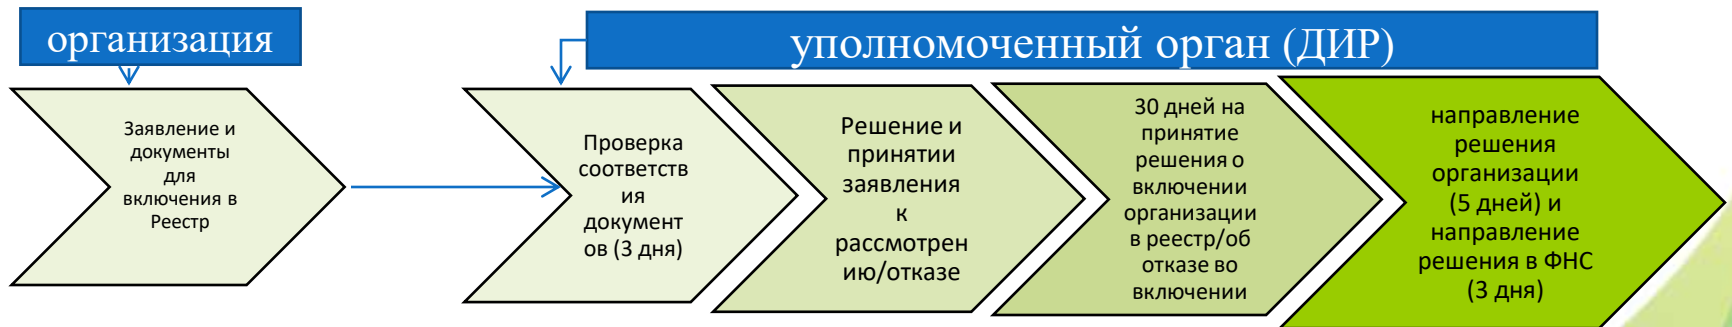 организация
уполномоченный орган (ДИР)
Заявление и
документы
для
включения в
Реестр
Проверка
соответств
ия
документ
ов (3 дня)
Решение и
принятии
заявления
к
рассмотрен
ию/отказе
30 дней на
принятие
решения о
включении
организации
в реестр/об
отказе во
включении
направление
решения
организации
(5 дней) и
направление
решения в ФНС
(3 дня)